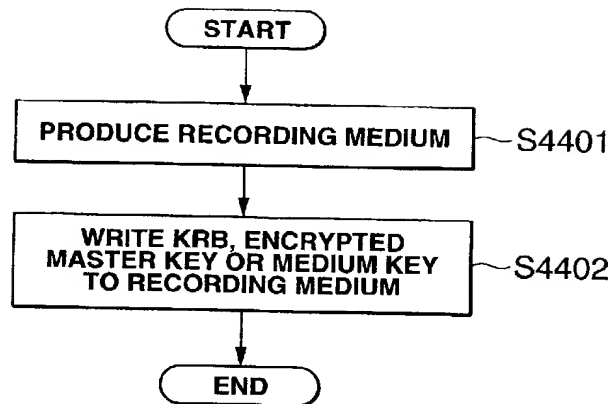 START
PRODUCE RECORDING MEDIUM
S4401
WRITE KRB, ENCRYPTED
MASTER KEY OR MEDIUM KEY
TO RECORDING MEDIUM
S4402
END